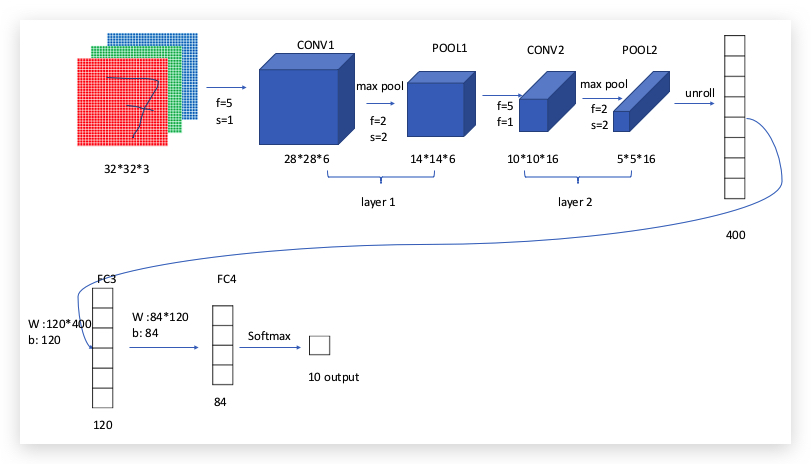 CONV1
POOL1
CONV2
POOL2
max pool
max pool
unroll
f=5
s=1
f=2
s=2
f=5
f=1
f=2
s=2
32*32*3
28*28*6
14*14*6
10*10*16
5*5*16
layer 1
layer 2
400
FC3
FC4
W :120*400
b: 120
W :84*120
b: 84
Softmax
10 output
84
120